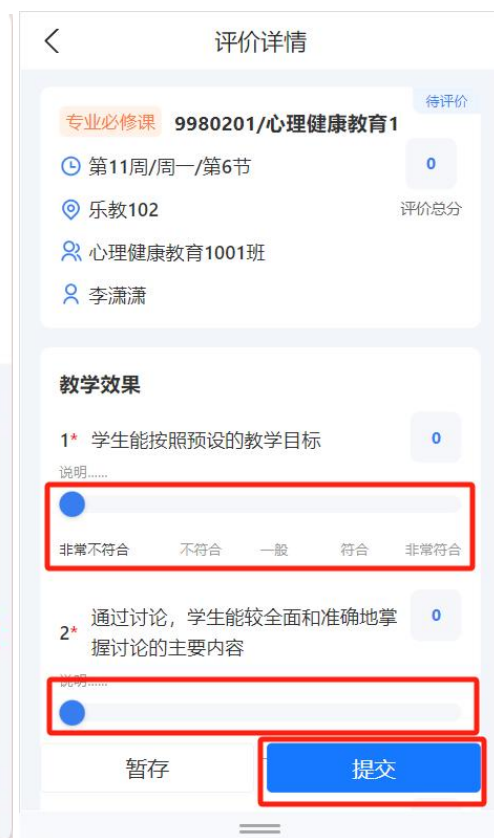 评价详情
待评价
专业必修课 9980201/心理健康教育1
第11周/周一/第6节
0
乐教102
评价总分
心理健康教育1001班
李潇潇
教学效果
1* 学生能按照预设的教学目标
0
说明......
非常不符合 不符合 一般 符合 非常符合
2* 通过讨论，学生能较全面和准确地掌
握讨论的主要内容
0
说明......
暂存 提交